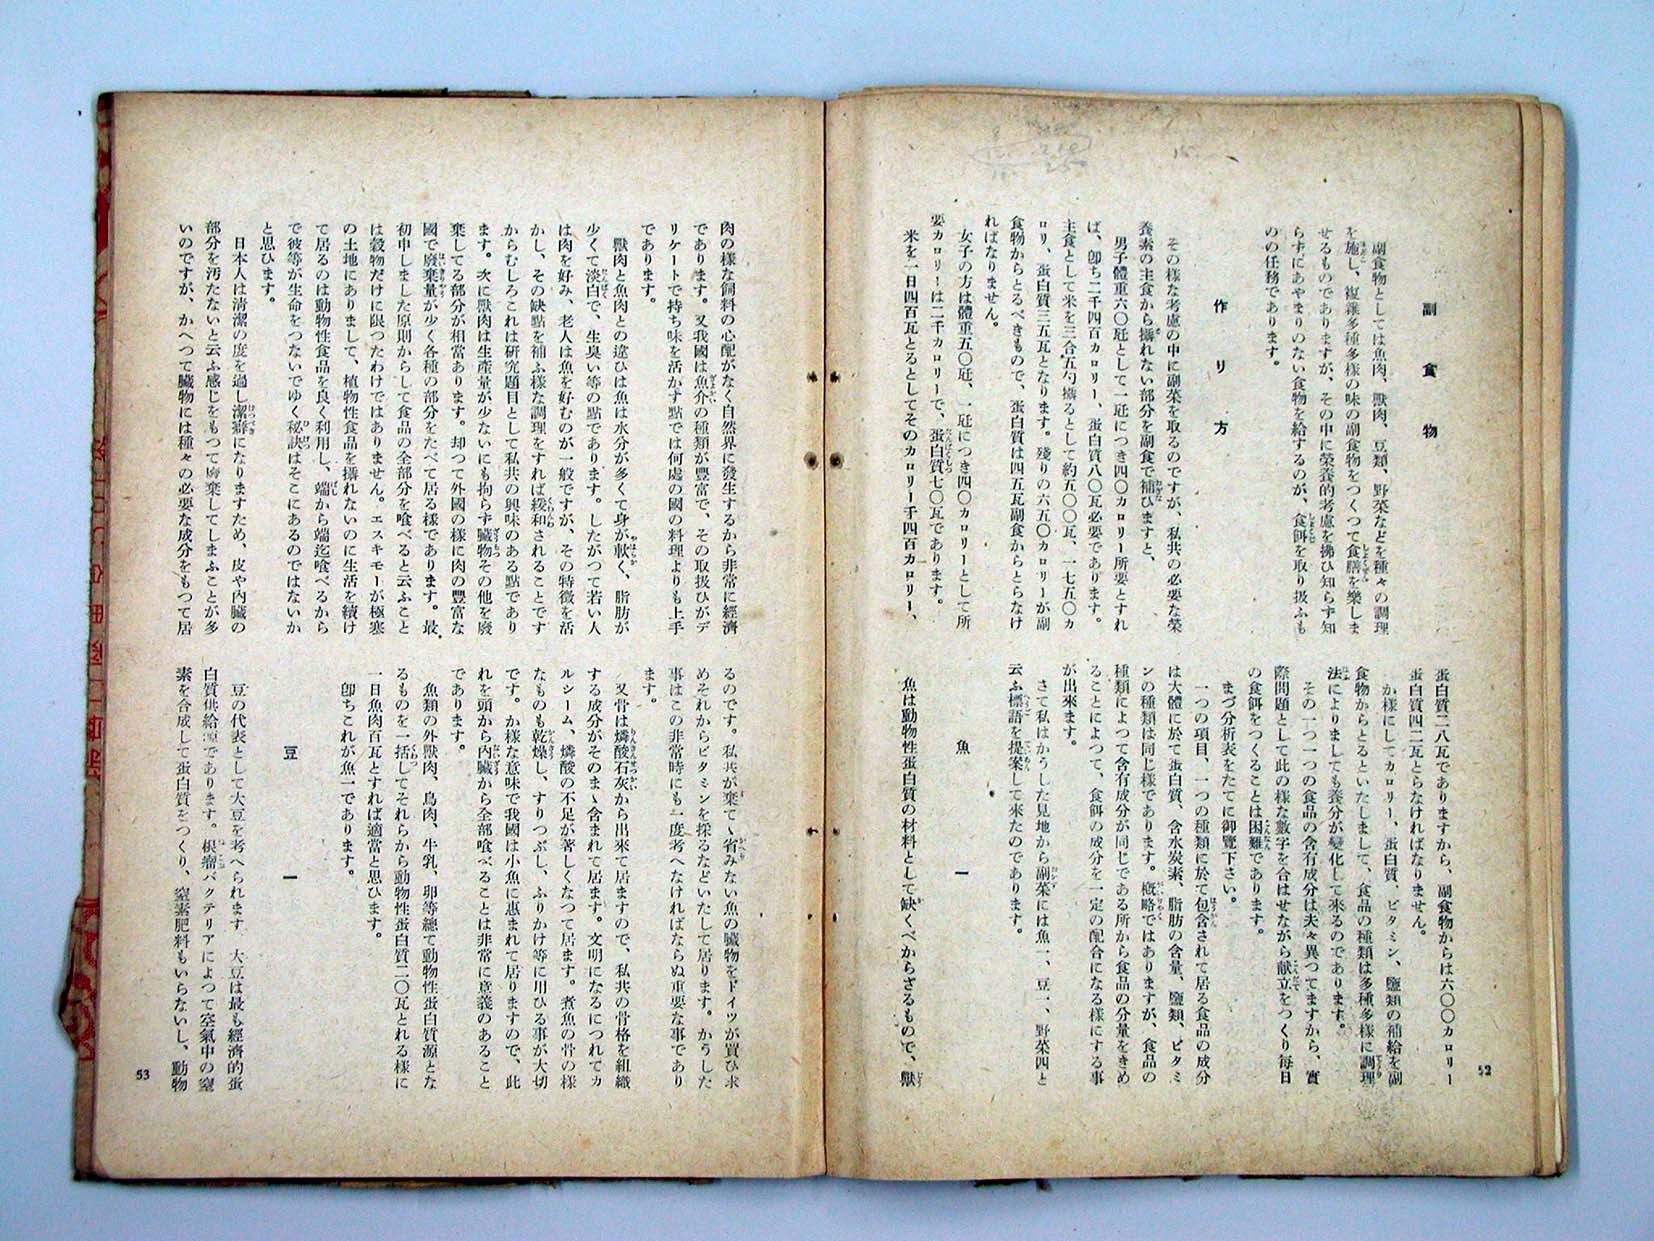 副食物
副食物としては魚肉、獸肉、豆類、野菜などを種々の調理
を施し、複雜多種多樣の味の副食物をつくつて食膳を樂しま
せるものでありますが、その中に榮養的考慮を拂ひ知らず知
らずにあやまりのない食物を給するのが、食餌を取り扱ふも
のの任務であります。
作リ方
その樣な考慮の中に副菜を取るのですが、私共の必要な榮
養素の主食から攝れない部分を副食で補ひますと、
男子體重六〇瓩として一瓩につき四〇カロリー所要とすれ
ば、卽ち二千四百カロリー、蛋白質八〇瓦必要であります。
主食として米を三合五勺攝るとして約五〇〇瓦、一七五〇カ
ロリ、蛋白質三五瓦となります。殘りの六五〇カロリーが副
食物からとるべきもので、蛋白質は四五瓦副食からとらなけ
ればなりません。
女子の方は體重五〇瓩、一瓩につき四〇カロリーとして所
要カロリーは二千カロリーで、蛋白質七〇瓦であります。
米を一日四百瓦とるとしてそのカロリー千四百カロリー、
蛋白質二八瓦でありますから、副食物からは六〇〇カロリー
蛋白質四二瓦とらなければなりません。
か樣にしてカロリー、蛋白質、ビタミン、鹽類の補給を副
食物からとるといたしまして、食品の種類は多種多樣に調理
法によりましても養分が變化して來るのであります。
その一つ一つの食品の含有成分は夫々異つてますから、實
際問題として此の樣な數字を合はせながら献立をつくり每日
の食餌をつくることは困難であります。
まづ分析表をたてに御覽下さい。
一つの項目、一つの種類に於て包含されて居る食品の成分
は大體に於て蛋白質、含水炭素、脂肪の含量、鹽類、ビタミ
ンの種類は同じ樣であります。槪略ではありますが、食品の
種類によつて含有成分が同じである所から食品の分量をきめ
ることによつて、食餌の成分を一定の配合になる樣にする事
が出來ます。
さて私はかうした見地から副菜には魚一、豆一、野菜四と
云ふ標語を提案して來たのであります。
魚一
魚は動物性蛋白質の材料として缺くべからざるもので、獸
52
肉の樣な飼料の心配がなく自然界に發生するから非常に經濟
であります。又我國は魚介の種類が豐富で、その取扱ひがデ
リケートで持ち味を活かす點では何處の國の料理よりも上手
であります。
獸肉と魚肉との違ひは魚は水分が多くて身が軟く、脂肪が
少くて淡白で、生臭い等の點であります。したがつて若い人
は肉を好み、老人は魚を好むのが一般ですが、その特徵を活
かし、その缺點を補ふ樣な調理をすれば緩和されることです
からむしろこれは研究題目として私共の興味のある點であり
ます。次に獸肉は生產量が少ないにも拘らず臟物その他を廢
棄してる部分が相當あります。却つて外國の樣に肉の豐富な
國で廢棄量が少く各種の部分をたべて居る樣であります。最
初申しました原則からして食品の全部分を喰べると云ふこと
は穀物だけに限つたわけではありません。エスキモーが極寒
の土地にありまして、植物性食品を攝れないのに生活を續け
て居るのは動物性食品を良く利用し、端から端迄喰べるから
で彼等が生命をつないでゆく秘訣はそこにあるのではないか
と思ひます。
日本人は淸潔の度を過し潔癖になりますため、皮や內臟の
部分を汚たないと云ふ感じをもつて廢棄してしまふことが多
いのですが、かへつて臟物には種々の必要な成分をもつて居
るのです。私共が棄てゝ省みない魚の臟物をドイツが買ひ求
めそれからビタミンを採るなどいたして居ります。かうした
事はこの非常時にも一度考へなければならぬ重要な事であり
ます。
又骨は燐酸石灰から出來て居ますので、私共の骨格を組織
する成分がそのまゝ含まれて居ます。文明になるにつれてカ
ルシーム、燐酸の不足が著しくなつて居ます。煮魚の骨の樣
なものも乾燥し、すりつぶし、ふりかけ等に用ひる事が大切
です。か樣な意味で我國は小魚に惠まれて居りますので、此
れを頭から內臟から全部喰べることは非常に意義のあること
であります。
魚類の外獸肉、鳥肉、牛乳、卵等總て動物性蛋白質源とな
るものを一括してそれらから動物性蛋白質二〇瓦とれる樣に
一日魚肉百瓦とすれば適當と思ひます。
卽ちこれが魚一であります。
豆一
豆の代表として大豆を考へられます。大豆は最も經濟的蛋
白質供給源であります。根瘤バクテリアによつて空氣中の窒
素を合成して蛋白質をつくり、窒素肥料もいらないし、動物
53